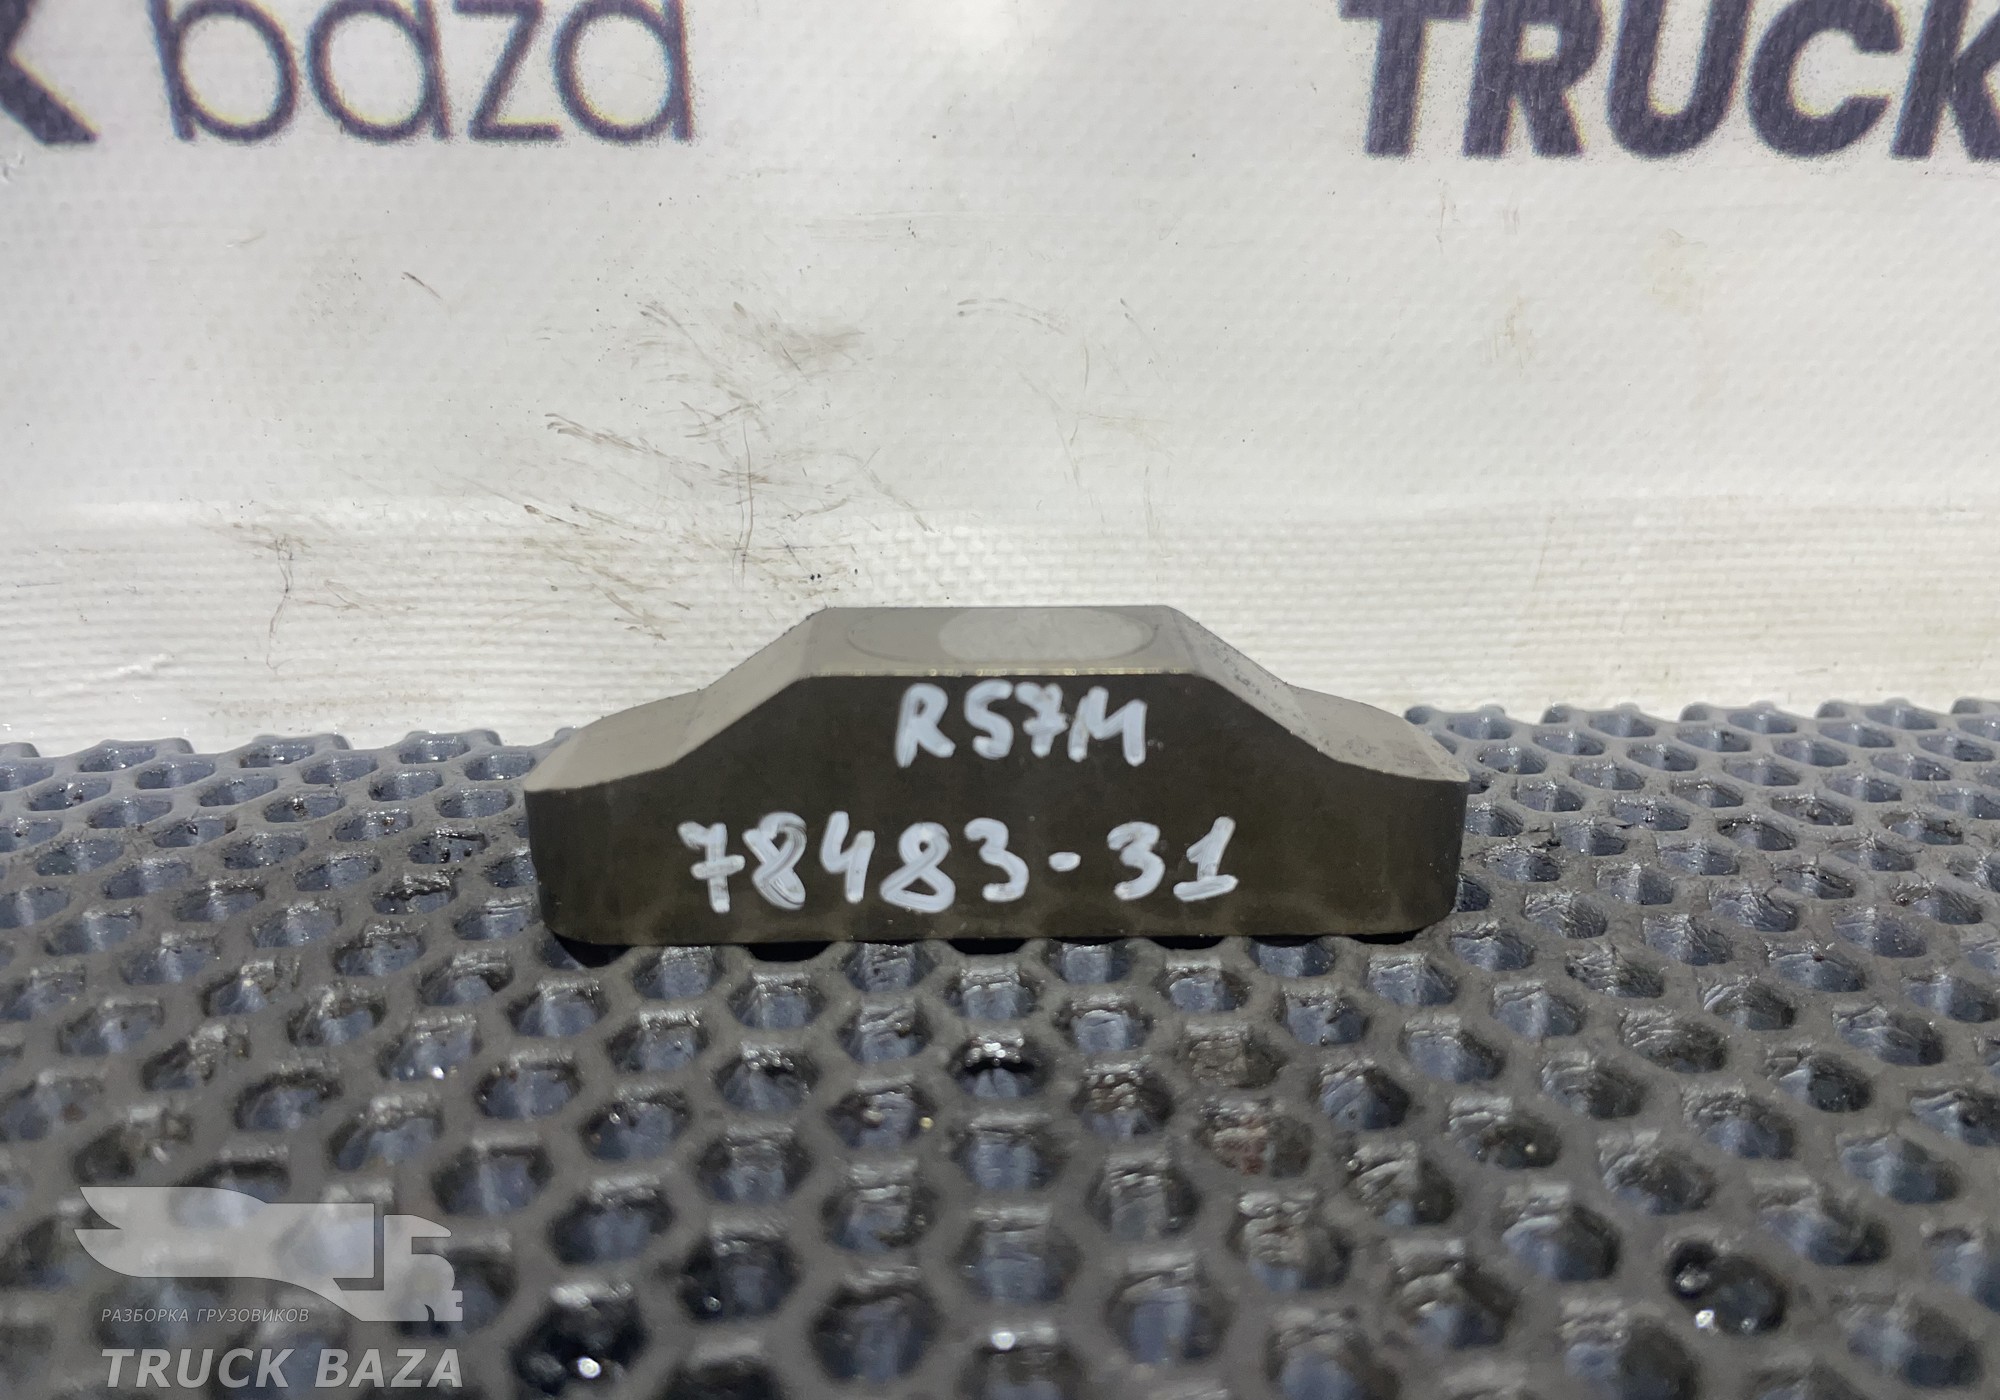 baza TRUCK
R57M
78483-31
РАЗБОРКА ГРУЗОВИКОВ
TRUCK BAZA